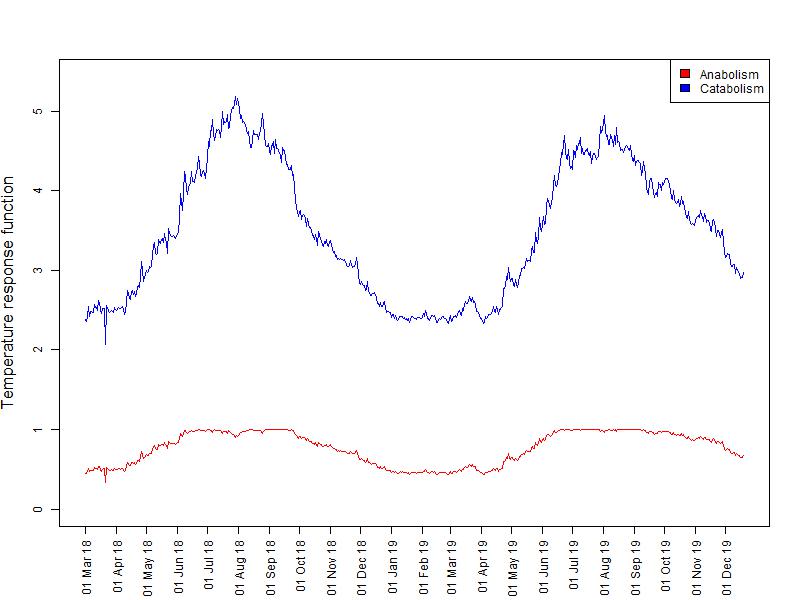 Anabolism
Catabolism
Temperature response function
5
4
3
2
1
0
01 Mar 18
01 Apr 18
01 May 18
01 Jun 18
01 Jul 18
01 Aug 18
01 Sep 18
01 Oct 18
01 Nov 18
01 Dec 18
01 Jan 19
01 Feb 19
01 Mar 19
01 Apr 19
01 May 19
01 Jun 19
01 Jul 19
01 Aug 19
01 Sep 19
01 Oct 19
01 Nov 19
01 Dec 19